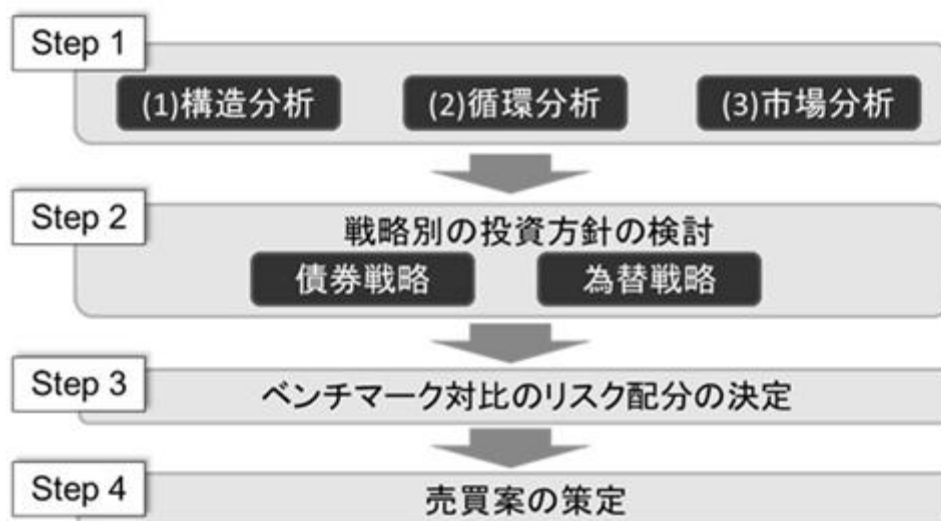 Step 1
(1)構造分析
(2)循環分析
(3)市場分析
Step 2
戦略別の投資方針の検討
債券戦略
為替戦略
Step 3
ベンチマーク対比のリスク配分の決定
Step 4
売買案の策定